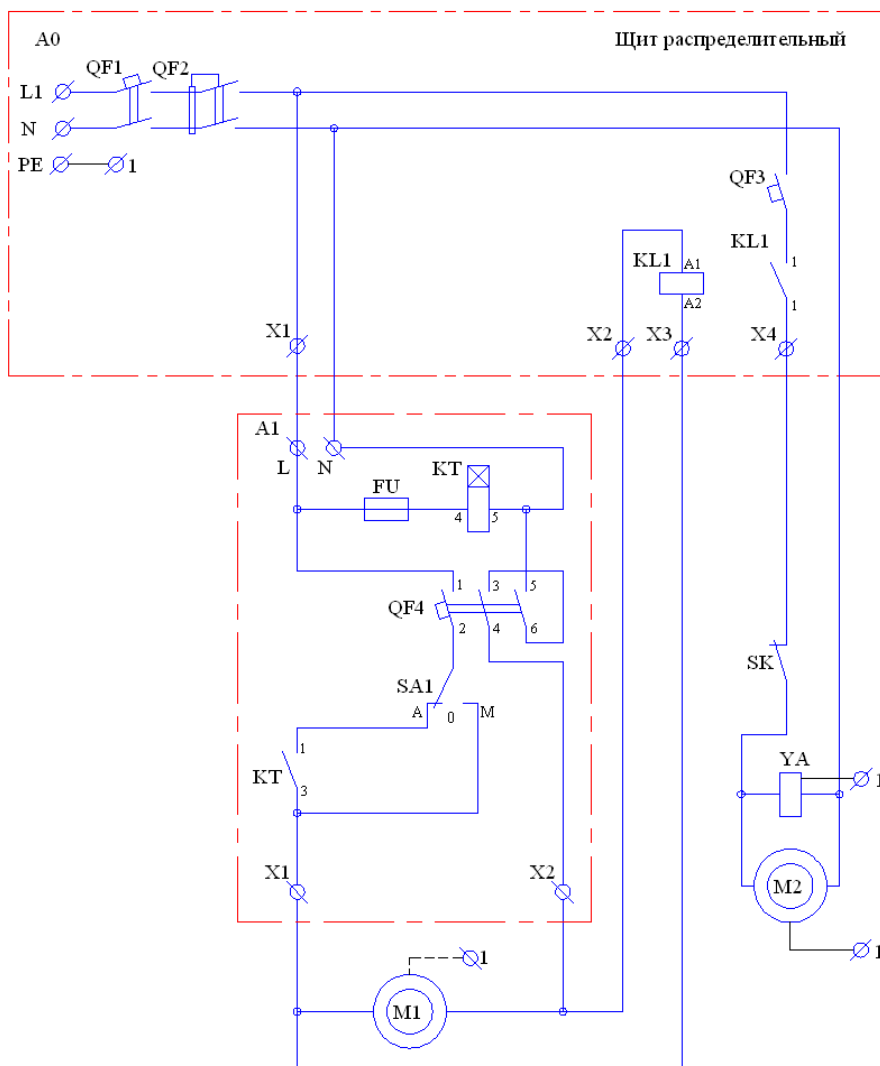 A0 Щит распределительный
QF1 QF2
L1
N
PE 1
QF3
KL1 KL1
A1 1
A2 1
X1 X2 X3 X4
A1
L N KT
FU
4 5
1 3 5
QF4
2 4 6
SK
SA1
A 0 M
1
KT
3
YA
1
X1 X2
M2
1
1
M1